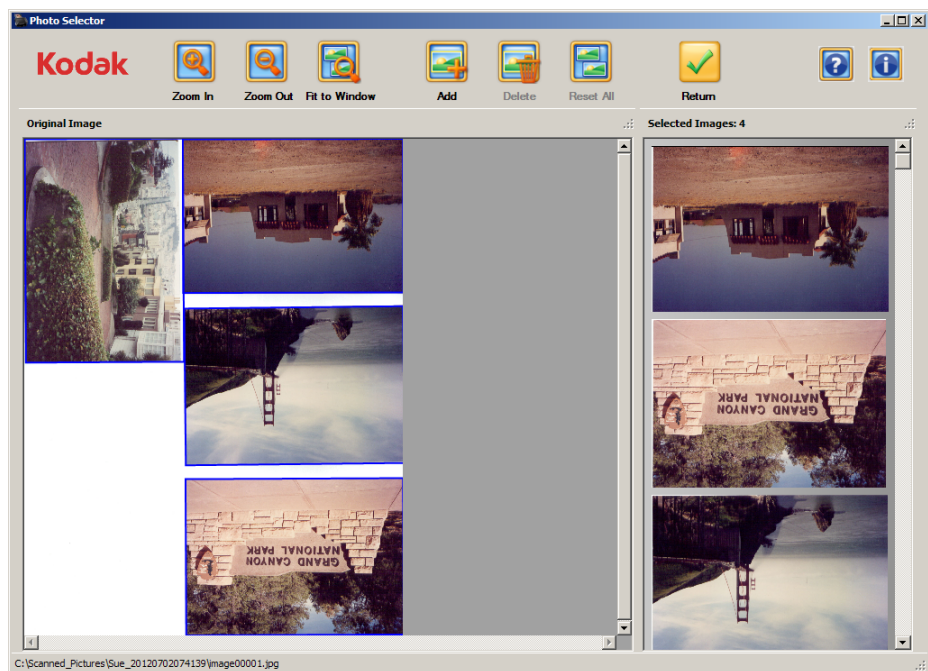 Photo Selector
Kodak
Zoom In
Zoom Out
Fit to Window
Add
Delete
Reset All
Return
Original Image
Selected Images: 4
GRAND CANYON
NATIONAL PARK
GRAND CANYON
NATIONAL PARK
C:\Scanned_Pictures\Sue_20120702074139\mage00001.jpg